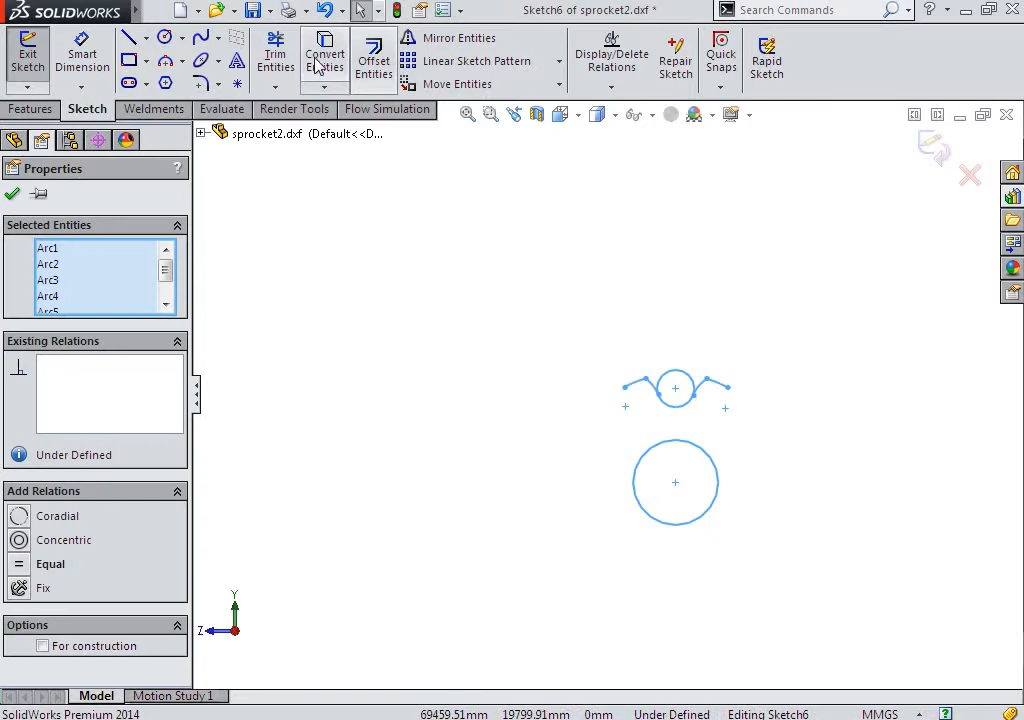 SOLIDWORKS
Sketch6 of sprocket2.dxf *
Search Commands
Exit Sketch
Smart Dimension
Trim Entities
Convert Entities
Offset Entities
Mirror Entities
Linear Sketch Pattern
Move Entities
Display/Delete Relations
Repair Sketch
Quick Snaps
Rapid Sketch
Features
Sketch
Weldments
Evaluate
Render Tools
Flow Simulation
sprocket2.dxf (Default<<D...
Properties
?
Selected Entities
Arc1
Arc2
Arc3
Arc4
Arc5
Existing Relations
Under Defined
Add Relations
Coradial
Concentric
Equal
Fix
Options
For construction
Y
Z
Model
Motion Study 1
SolidWorks Premium 2014
69459.51mm
19799.91mm
0mm
Under Defined
Editing Sketch6
MMGS
?